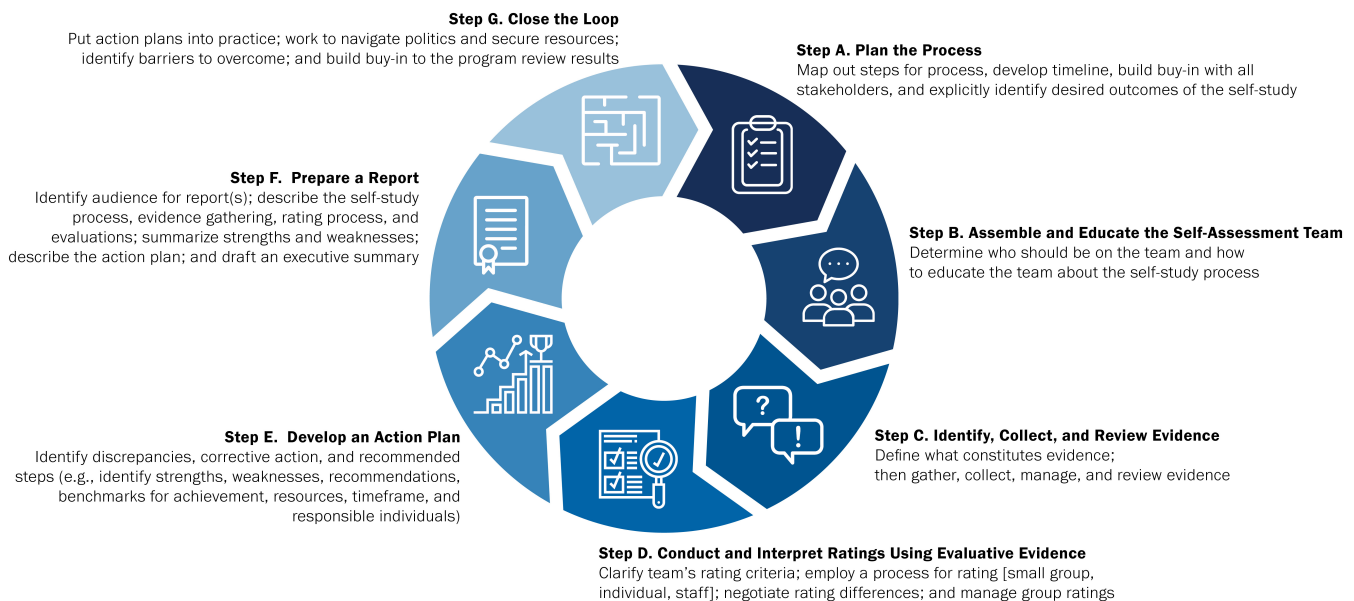 Step G. Close the Loop
Put action plans into practice; work to navigate politics and secure resources;
identify barriers to overcome; and build buy-in to the program review results
Step A. Plan the Process
Map out steps for process, develop timeline, build buy-in with all
stakeholders, and explicitly identify desired outcomes of the self-study
Step F. Prepare a Report
Identify audience for report(s); describe the self-study
process, evidence gathering, rating process, and
evaluations; summarize strengths and weaknesses;
describe the action plan; and draft an executive summary
Step B. Assemble and Educate the Self-Assessment Team
Determine who should be on the team and how
to educate the team about the self-study process
?
!
Step E. Develop an Action Plan
Identify discrepancies, corrective action, and recommended
steps (e.g., identify strengths, weaknesses, recommendations,
benchmarks for achievement, resources, timeframe, and
responsible individuals)
Step C. Identify, Collect, and Review Evidence
Define what constitutes evidence;
then gather, collect, manage, and review evidence
Step D. Conduct and Interpret Ratings Using Evaluative Evidence
Clarify team’s rating criteria; employ a process for rating [small group,
individual, staff]; negotiate rating differences; and manage group ratings